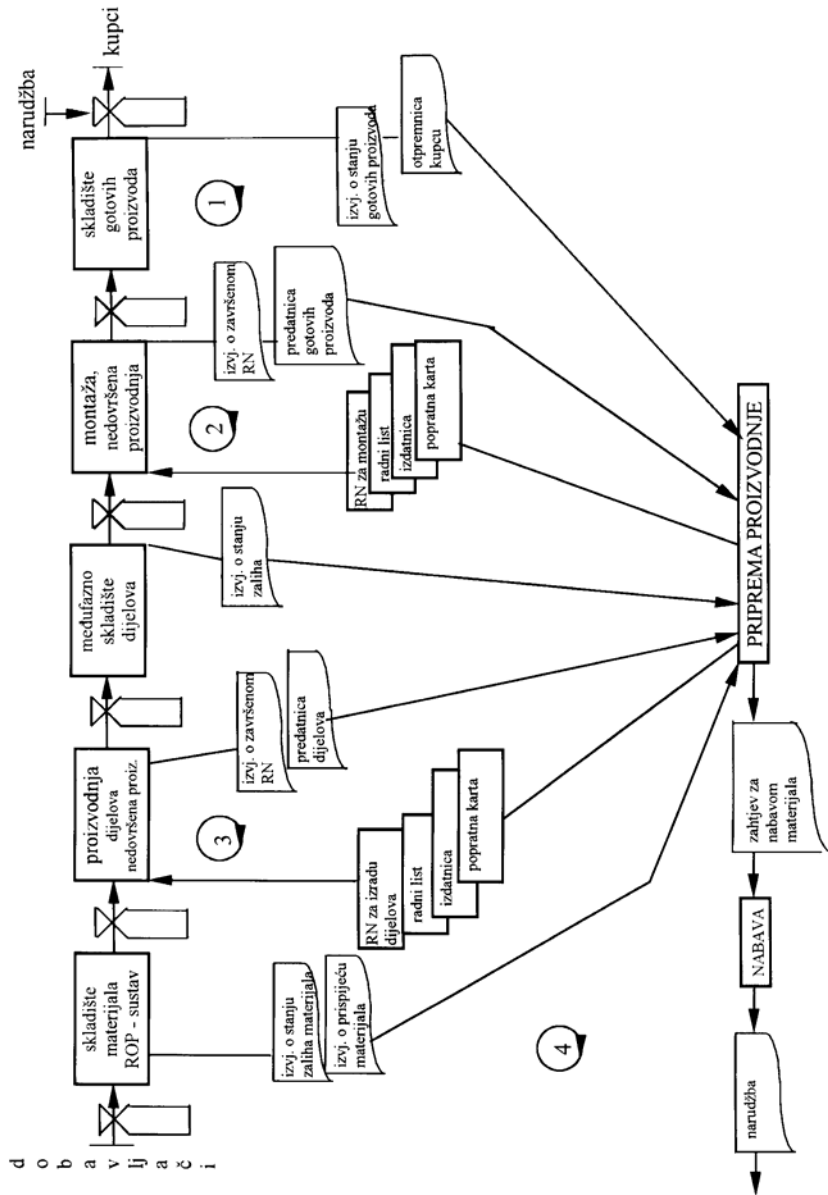 d
o
b
a
v
lj
a
č
i
skladište
materijala
ROP - sustav
proizvodnja
dijelova
nedovršena proiz.
međufazno
skladište
dijelova
montaža,
nedovršena
proizvodnja
skladište
gotovih
proizvoda
narudžba
kupci
3
2
1
izvj. o stanju
zaliha materijala
izvj. o prispijeću
materijala
RN za izradu
dijelova
radni list
izdatnica
popratna karta
izvj. o završenom
RN
predatnica
dijelova
izvj. o stanju
zaliha
RN za montažu
radni list
izdatnica
popratna karta
izvj. o završenom
RN
predatnica
gotovih
proizvoda
izvj. o stanju
gotovih proizvoda
otpremnica
kupcu
4
narudžba
NABAVA
zahtjev za
nabavom
materijala
PRIPREMA PROIZVODNJE